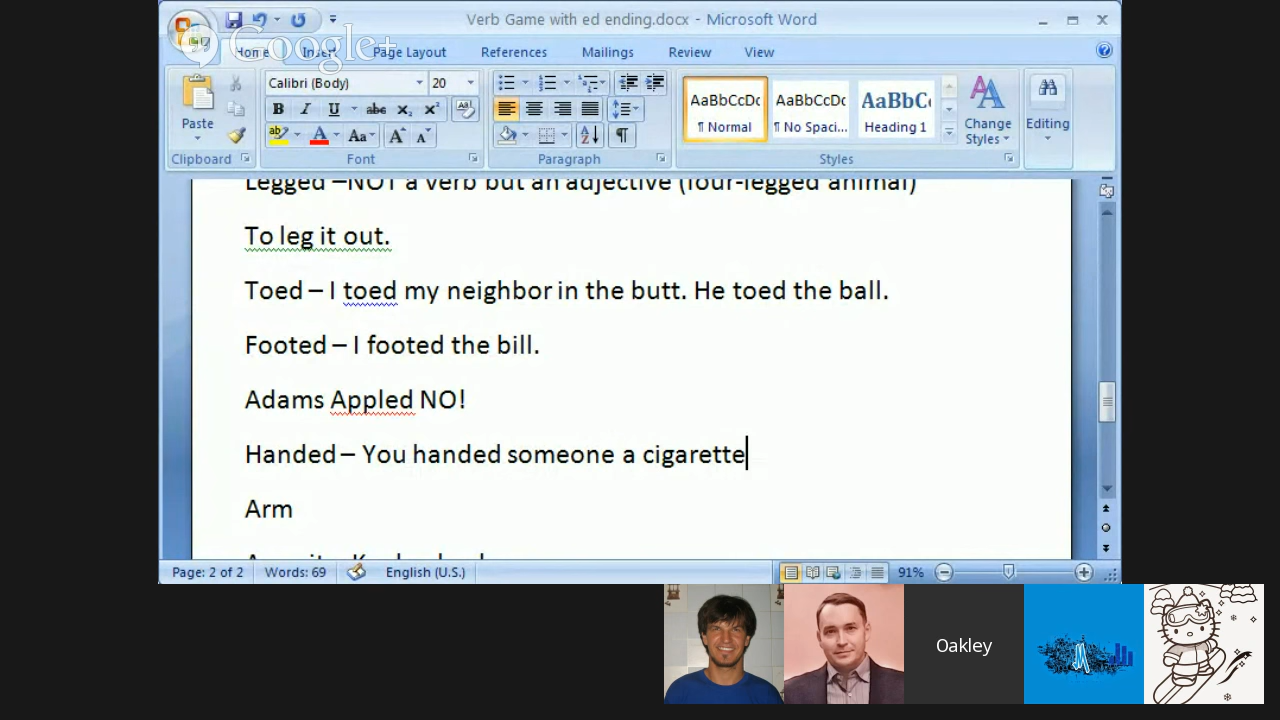 Verb Game with ed ending.docx - Microsoft Word
Google+
Home Insert Page Layout References Mailings Review View
Calibri (Body) 20
Paste
AaBbCcDc AaBbCcDc AaBbC
¶ Normal ¶ No Spaci... Heading 1
Change Styles
Editing
Clipboard Font Paragraph Styles
Legged –NOT a verb but an adjective (four-legged animal)
To leg it out.
Toed – I toed my neighbor in the butt. He toed the ball.
Footed – I footed the bill.
Adams Appled NO!
Handed – You handed someone a cigarette
Arm
Page: 2 of 2 Words: 69 English (U.S.) 91%
Oakley